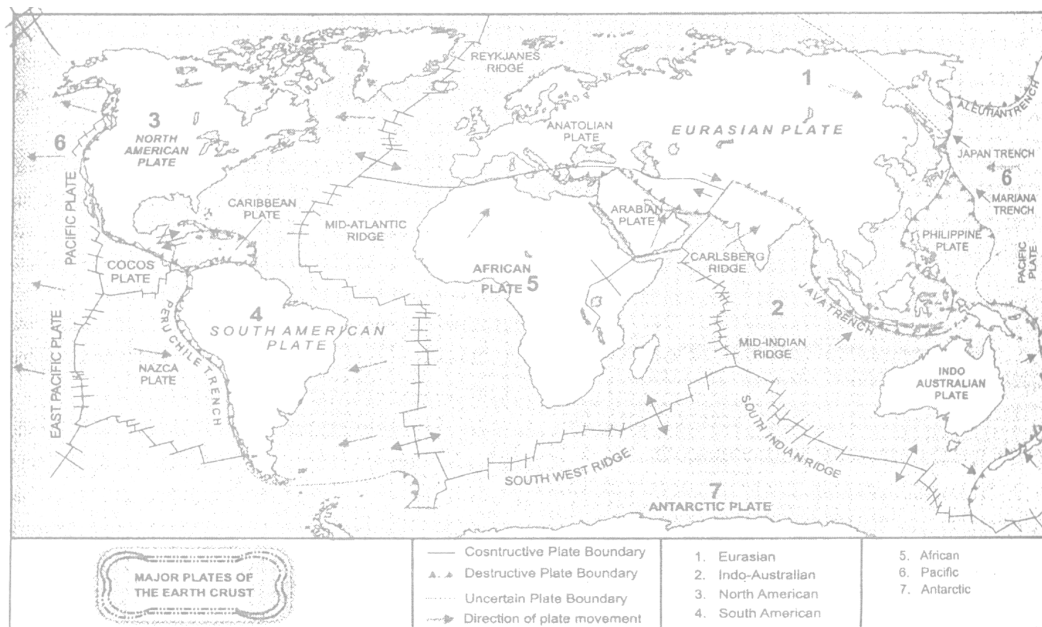 REYKJANES
RIDGE
1
ALEUTIAN TRENCH
3
NORTH
AMERICAN
PLATE
6
ANATOLIAN
PLATE
EURASIAN PLATE
JAPAN TRENCH
6
MARIANA
TRENCH
PACIFIC PLATE
CARIBBEAN
PLATE
MID-ATLANTIC
RIDGE
ARABIAN
PLATE
PHILIPPINE
PLATE
PACIFIC
PLATE
COCOS
PLATE
AFRICAN
PLATE
5
CARLSBERG
RIDGE
4
SOUTH AMERICAN
PLATE
PERU CHILE TRENCH
2
JAVA TRENCH
MID-INDIAN
RIDGE
EAST PACIFIC PLATE
NAZCA
PLATE
INDO
AUSTRALIAN
PLATE
SOUTH WEST RIDGE
SOUTH INDIAN RIDGE
7
ANTARCTIC PLATE
MAJOR PLATES OF
THE EARTH CRUST
Cosntructive Plate Boundary
Destructive Plate Boundary
Uncertain Plate Boundary
Direction of plate movement
1. Eurasian
2. Indo-Australian
3. North American
4. South American
5. African
6. Pacific
7. Antarctic